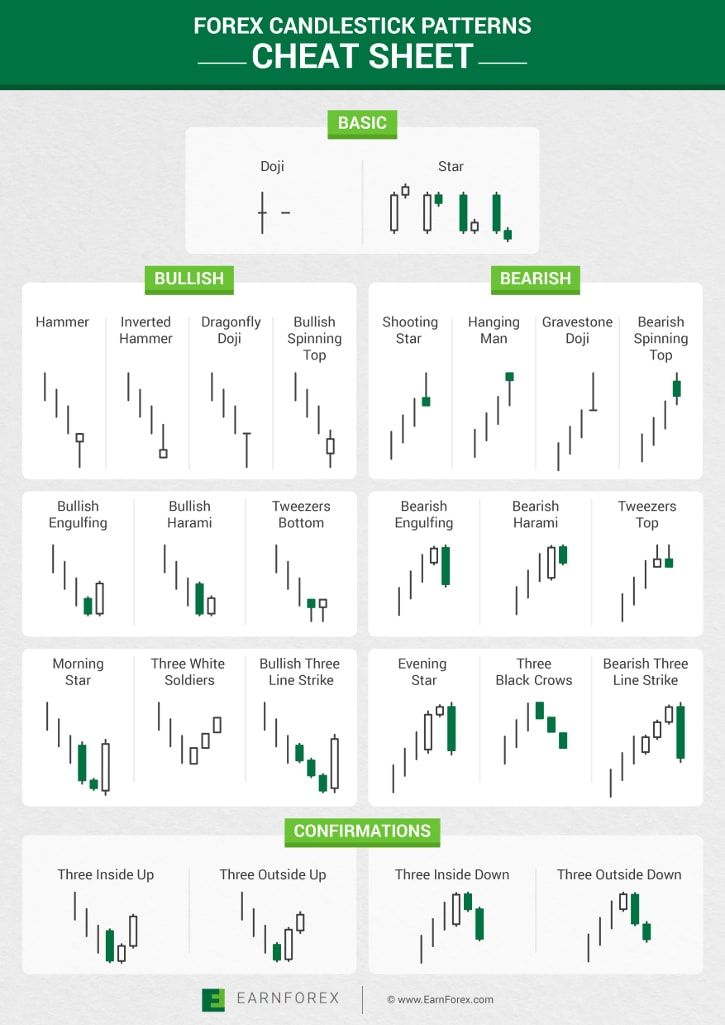 FOREX CANDLESTICK PATTERNS
CHEAT SHEET
BASIC
Doji
Star
BULLISH
Hammer
Inverted
Hammer
Dragonfly
Doji
Bullish
Spinning
Top
Bullish
Engulfing
Bullish
Harami
Tweezers
Bottom
Morning
Star
Three White
Soldiers
Bullish Three
Line Strike
BEARISH
Shooting
Star
Hanging
Man
Gravestone
Doji
Bearish
Spinning
Top
Bearish
Engulfing
Bearish
Harami
Tweezers
Top
Evening
Star
Three
Black Crows
Bearish Three
Line Strike
CONFIRMATIONS
Three Inside Up
Three Outside Up
Three Inside Down
Three Outside Down
EARNFOREX
© www.EarnForex.com